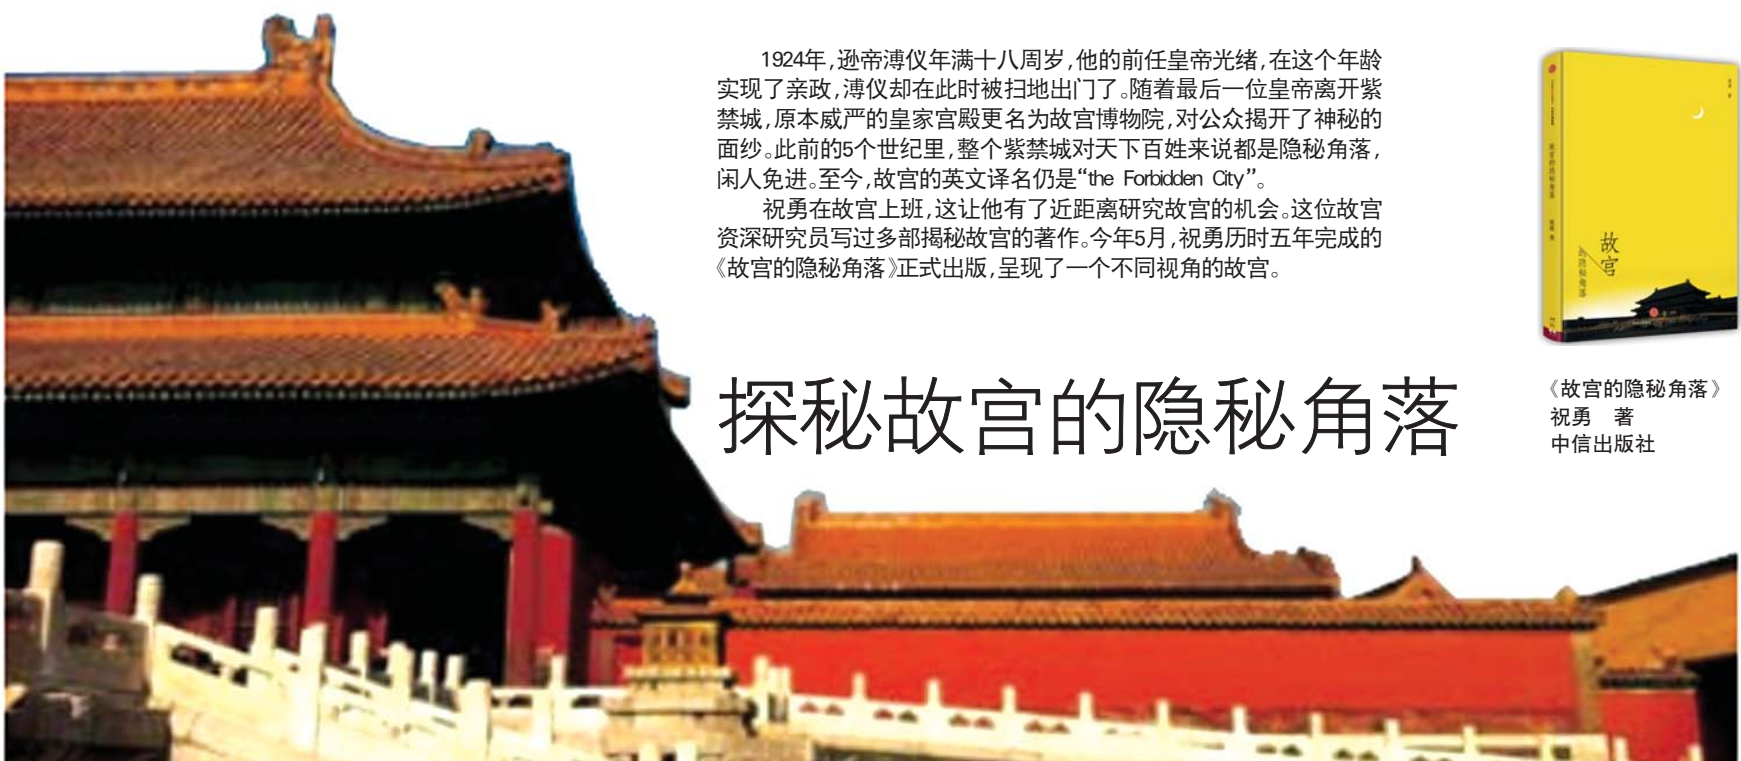 1924年，逊帝溥仪年满十八周岁，他的前任皇帝光绪，在这个年龄
实现了亲政，溥仪却在此时被扫地出门了。随着最后一位皇帝离开紫
禁城，原本威严的皇家宫殿更名为故宫博物院，对公众揭开了神秘的
面纱。此前的5个世纪里，整个紫禁城对天下百姓来说都是隐秘角落，
闲人免进。至今，故宫的英文译名仍是“the Forbidden City”。
祝勇在故宫上班，这让他有了近距离研究故宫的机会。这位故宫
资深研究员写过多部揭秘故宫的著作。今年5月，祝勇历时五年完成的
《故宫的隐秘角落》正式出版，呈现了一个不同视角的故宫。
探秘故宫的隐秘角落
故宫
的隐秘角落
《故宫的隐秘角落》
祝勇　著
中信出版社